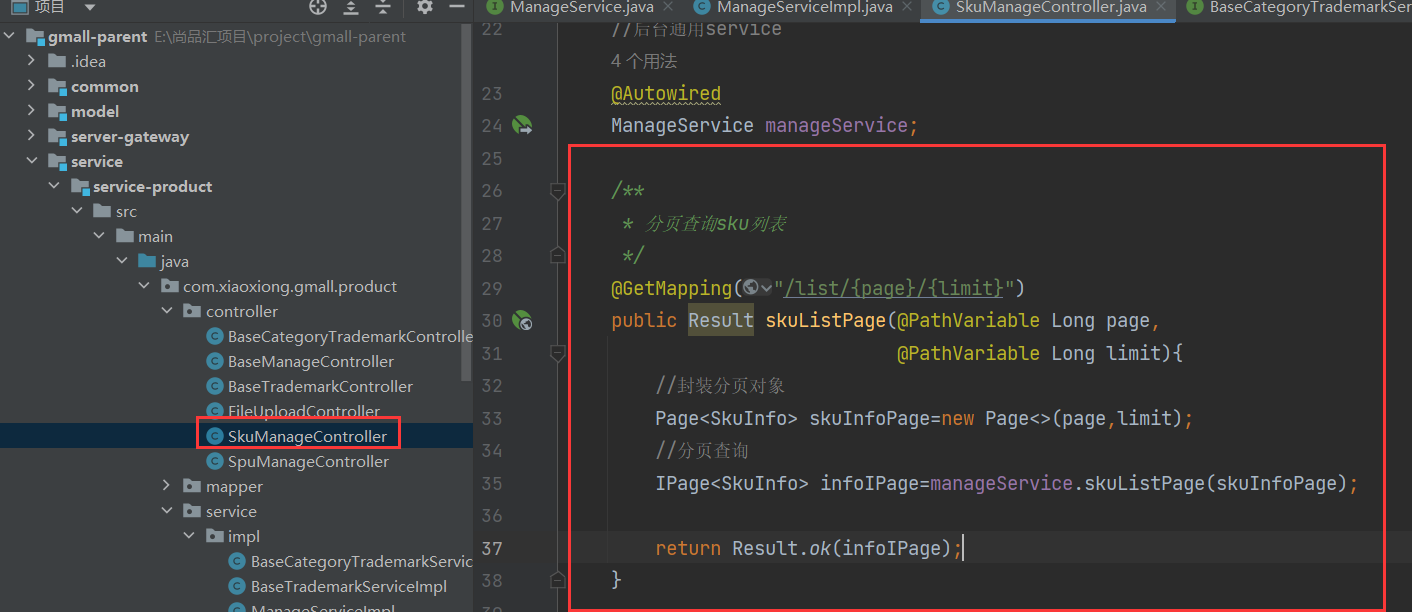 项目
ManageService.java
ManageServiceImpl.java
SkuManageController.java
BaseCategoryTrademarkSer
gmall-parent E:\尚品汇项目\project\gmall-parent
.idea
common
model
server-gateway
service
service-product
src
main
java
com.xiaoxiong.gmall.product
controller
BaseCategoryTrademarkControlle
BaseManageController
BaseTrademarkController
FileUploadController
SkuManageController
SpuManageController
mapper
service
impl
BaseCategoryTrademarkServic
BaseTrademarkServiceImpl
ManageServiceImpl
22 //后台通用service
4 个用法
23 @Autowired
24 ManageService manageService;
25
26 /**
27 * 分页查询sku列表
28 */
29 @GetMapping("/list/{page}/{limit}")
30 public Result skuListPage(@PathVariable Long page,
31 @PathVariable Long limit){
32 //封装分页对象
33 Page<SkuInfo> skuInfoPage=new Page<>(page,limit);
34 //分页查询
35 IPage<SkuInfo> infoIPage=manageService.skuListPage(skuInfoPage);
36
37 return Result.ok(infoIPage);
38 }
39